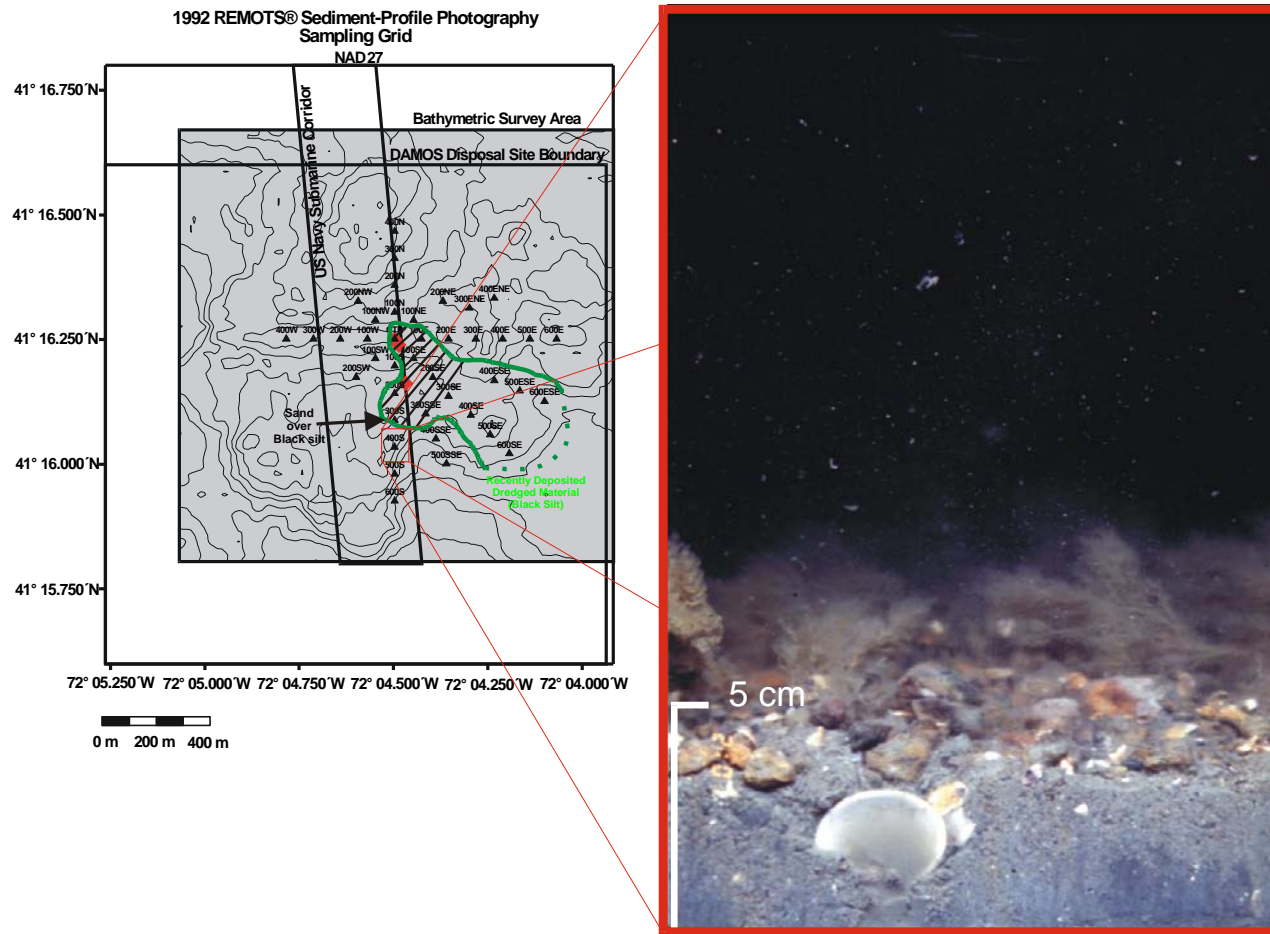 1992 REMOTS® Sediment-Profile Photography
Sampling Grid
NAD 27
41° 16.750´N
41° 16.500´N
41° 16.250´N
41° 16.000´N
41° 15.750´N
Bathymetric Survey Area
DAMOS Disposal Site Boundary
US Navy Submarine Corridor
400N
300N
200N
200NW
100N
200NE
300ENE
400ENE
100NW
100NE
400W
300W
200W
100W
200E
300E
400E
500E
600E
100SW
200SW
200SE
400ESE
500ESE
600ESE
300SE
300SSE
400SE
300S
400S
400SSE
500SE
600SE
500S
500SSE
600S
Sand
over
Black silt
Recently Deposited
Dredged Material
(Black Silt)
72° 05.250´W
72° 05.000´W
72° 04.750´W
72° 04.500´W
72° 04.250´W
72° 04.000´W
0 m
200 m
400 m
5 cm